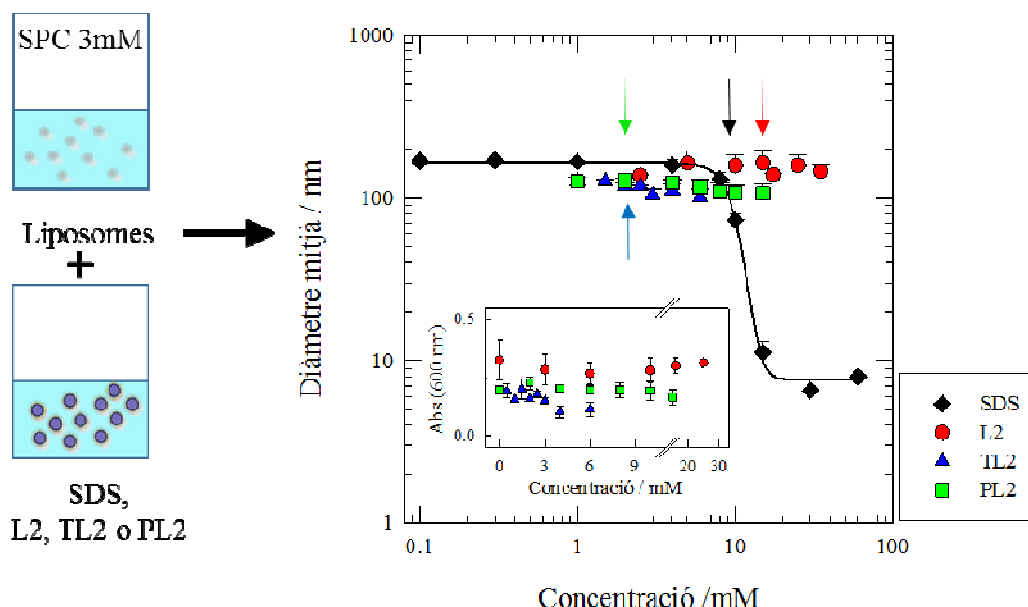 SPC 3mM
Liposomes
+
SDS,
L2, TL2 o PL2
Diàmetre mitjà / nm
1000
100
10
1
0.1
1
10
100
Concentració /mM
Abs (600 nm)
0.5
0.0
0
3
6
9
20
30
Concentració / mM
SDS
L2
TL2
PL2